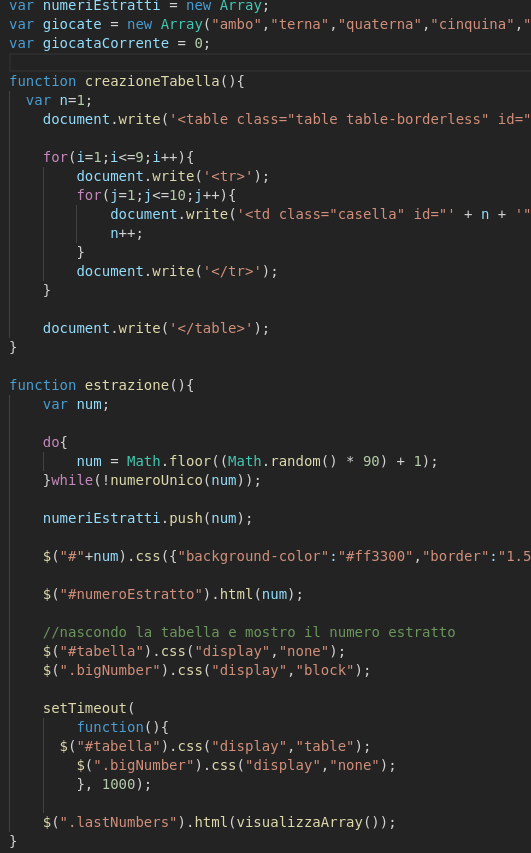 var numeriEstratti = new Array;
var giocate = new Array("ambo","terna","quaterna","cinquina","
var giocataCorrente = 0;
function creazioneTabella(){
var n=1;
document.write('<table class="table table-borderless" id="
for(i=1;i<=9;i++){
document.write('<tr>');
for(j=1;j<=10;j++){
document.write('<td class="casella" id="' + n + '"
n++;
}
document.write('</tr>');
}
document.write('</table>');
}
function estrazione(){
var num;
do{
num = Math.floor((Math.random() * 90) + 1);
}while(!numeroUnico(num));
numeriEstratti.push(num);
$("#"+num).css({"background-color":"#ff3300","border":"1.5
$("#numeroEstratto").html(num);
//nascondo la tabella e mostro il numero estratto
$("#tabella").css("display","none");
$(".bigNumber").css("display","block");
setTimeout(
function(){
$("#tabella").css("display","table");
$(".bigNumber").css("display","none");
}, 1000);
$(".lastNumbers").html(visualizzaArray());
}